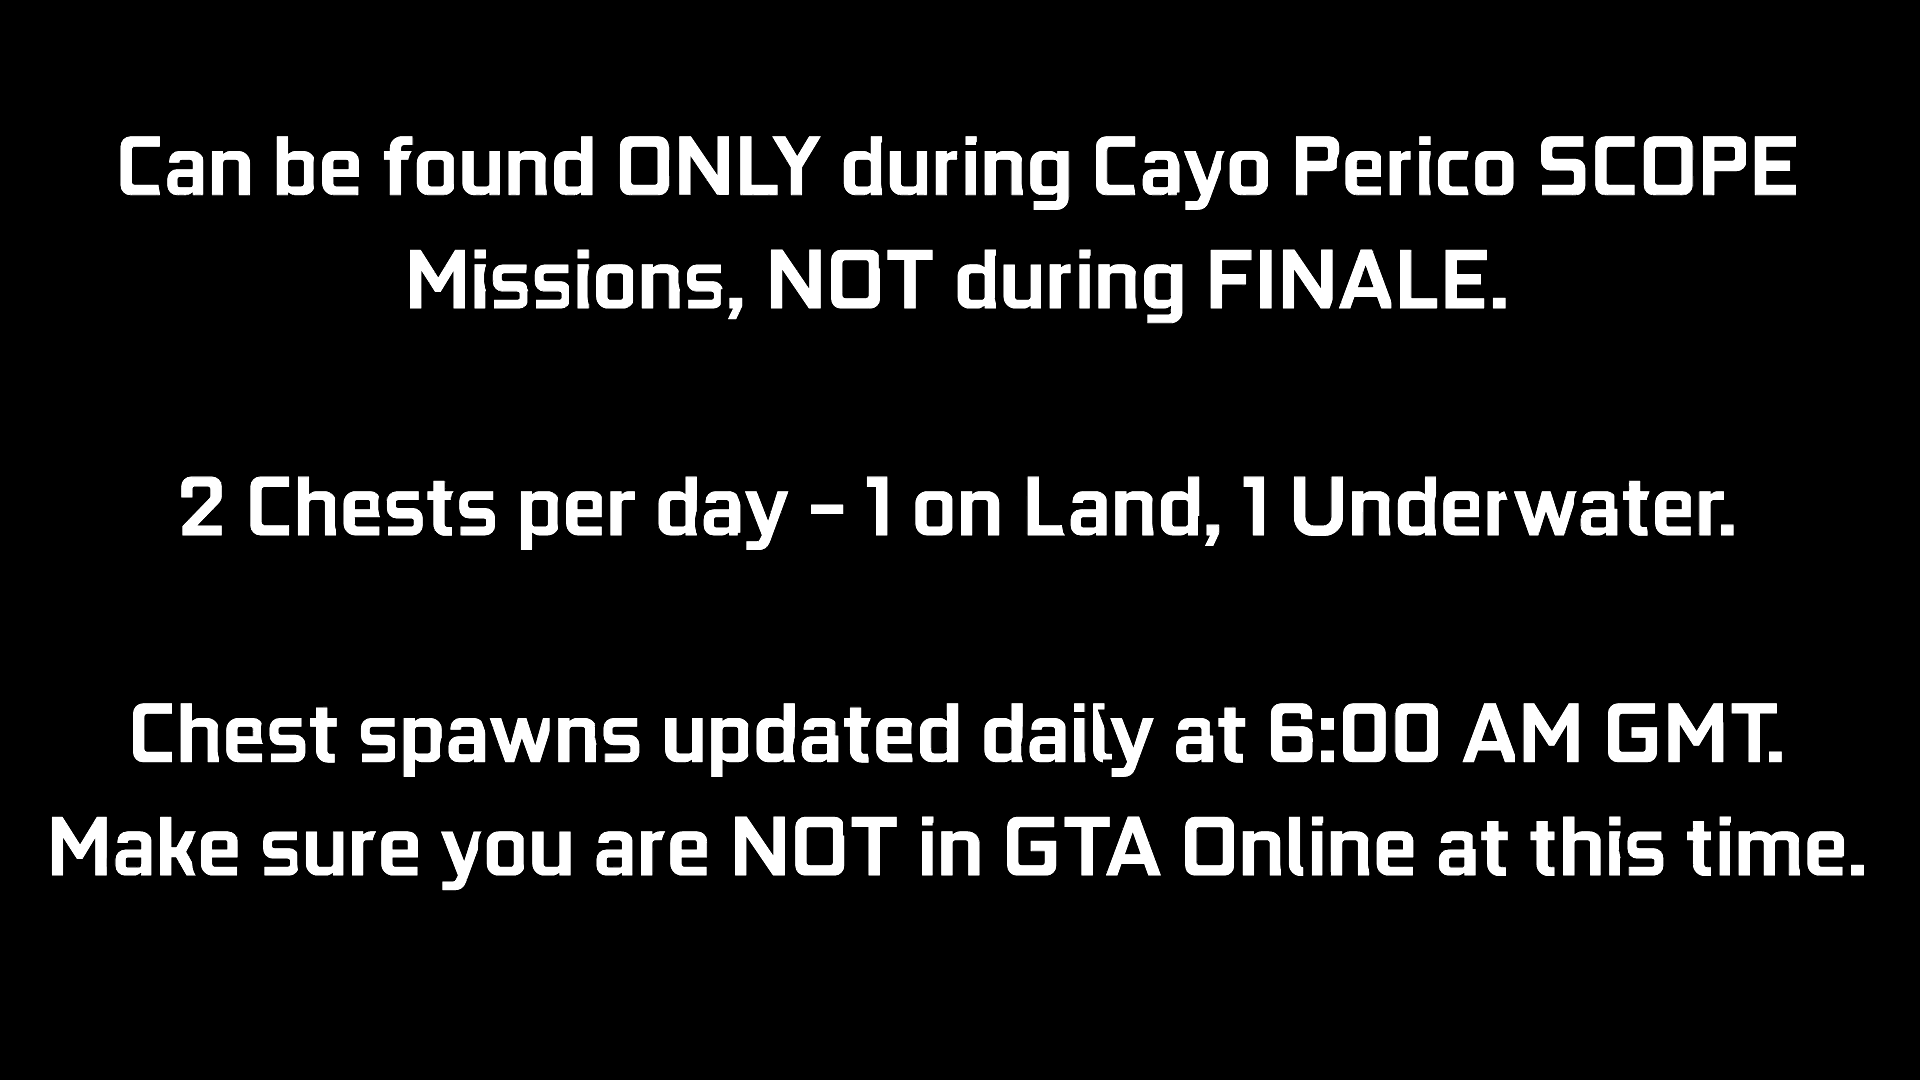 Can be found ONLY during Cayo Perico SCOPE
Missions, NOT during FINALE.
2 Chests per day – 1 on Land, 1 Underwater.
Chest spawns updated daily at 6:00 AM GMT.
Make sure you are NOT in GTA Online at this time.